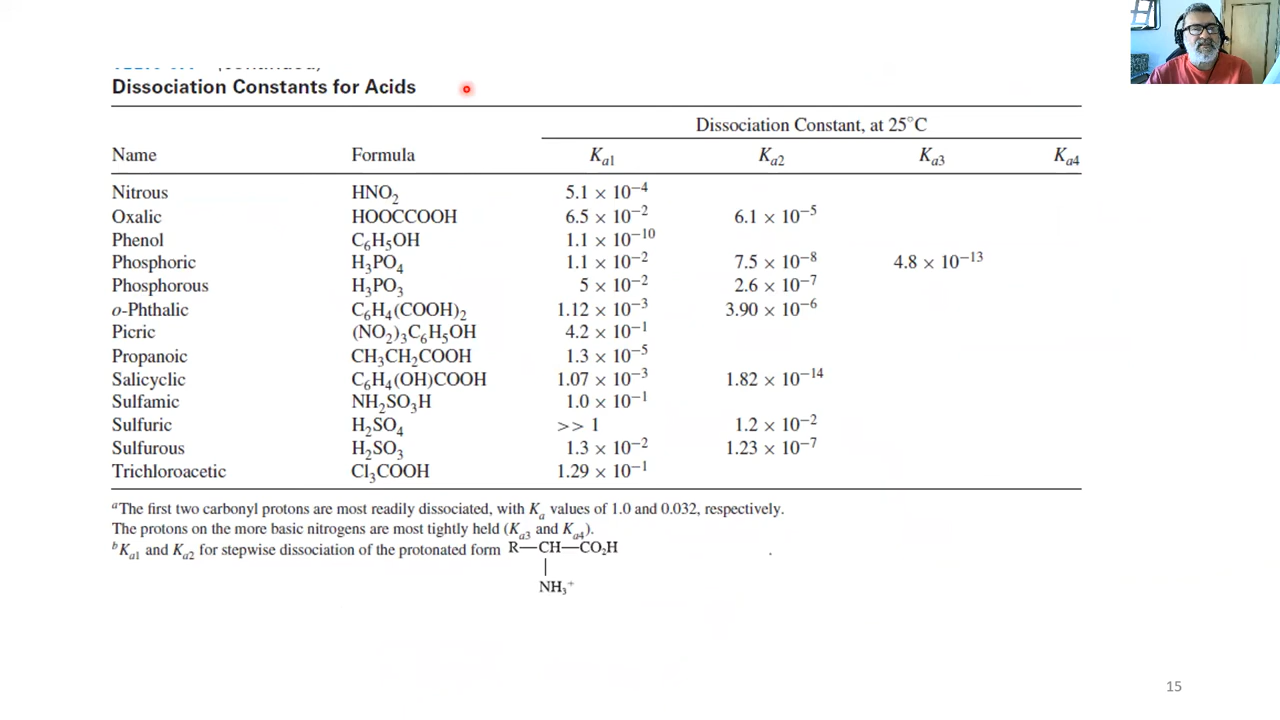 Dissociation Constants for Acids
Dissociation Constant, at 25°C
Name Formula Kₐ₁ Kₐ₂ Kₐ₃ Kₐ₄
Nitrous HNO₂ 5.1 × 10⁻⁴
Oxalic HOOCCOOH 6.5 × 10⁻² 6.1 × 10⁻⁵
Phenol C₆H₅OH 1.1 × 10⁻¹⁰
Phosphoric H₃PO₄ 1.1 × 10⁻² 7.5 × 10⁻⁸ 4.8 × 10⁻¹³
Phosphorous H₃PO₃ 5 × 10⁻² 2.6 × 10⁻⁷
o-Phthalic C₆H₄(COOH)₂ 1.12 × 10⁻³ 3.90 × 10⁻⁶
Picric (NO₂)₃C₆H₅OH 4.2 × 10⁻¹
Propanoic CH₃CH₂COOH 1.3 × 10⁻⁵
Salicyclic C₆H₄(OH)COOH 1.07 × 10⁻³ 1.82 × 10⁻¹⁴
Sulfamic NH₂SO₃H 1.0 × 10⁻¹
Sulfuric H₂SO₄ >> 1 1.2 × 10⁻²
Sulfurous H₂SO₃ 1.3 × 10⁻² 1.23 × 10⁻⁷
Trichloroacetic Cl₃COOH 1.29 × 10⁻¹
ᵃThe first two carbonyl protons are most readily dissociated, with Kₐ values of 1.0 and 0.032, respectively.
The protons on the more basic nitrogens are most tightly held (Kₐ₃ and Kₐ₄).
ᵇKₐ₁ and Kₐ₂ for stepwise dissociation of the protonated form R—CH—CO₂H
|
NH₃⁺
15